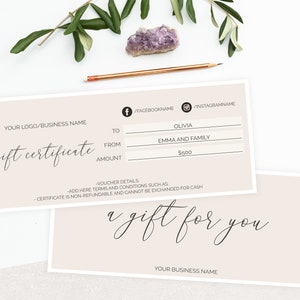 /FACEBOOKNAME /INSTAGRAMNAME
YOUR LOGO/BUSINESS NAME
gift certificate
TO OLIVIA
FROM EMMA AND FAMILY
AMOUNT $500
-VOUCHER DETAILS:
-ADD HERE TERMS AND CONDITIONS SUCH AS:
- CERTIFICATE IS NON-REFUNDABLE AND CANNOT BE EXCHANGED FOR CASH
a gift for you
YOUR BUSINESS NAME